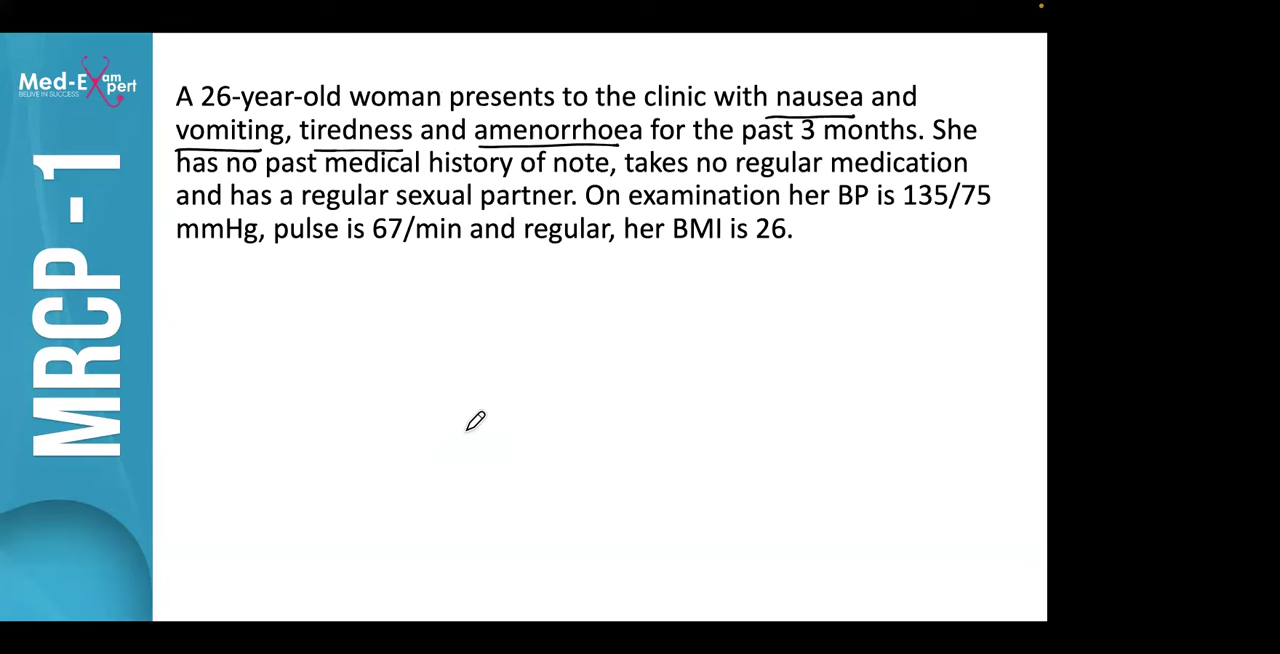 Med-Exam
pert
BELIVE IN SUCCESS
MRCP - 1
A 26-year-old woman presents to the clinic with nausea and
vomiting, tiredness and amenorrhoea for the past 3 months. She
has no past medical history of note, takes no regular medication
and has a regular sexual partner. On examination her BP is 135/75
mmHg, pulse is 67/min and regular, her BMI is 26.